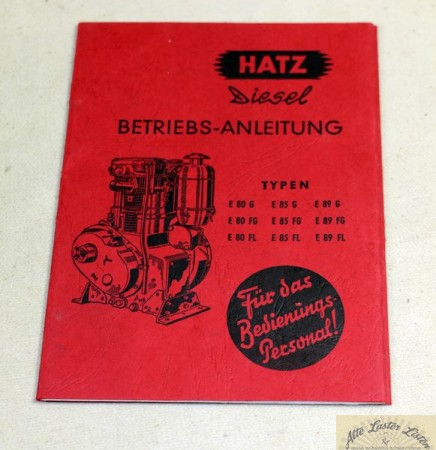 HATZ
Diesel
BETRIEBS-ANLEITUNG
TYPEN
E 80 G E 85 G E 89 G
E 80 FG E 85 FG E 89 FG
E 80 FL E 85 FL E 89 FL
Für das
Bedienungs-
Personal!
Alte Laster Listen